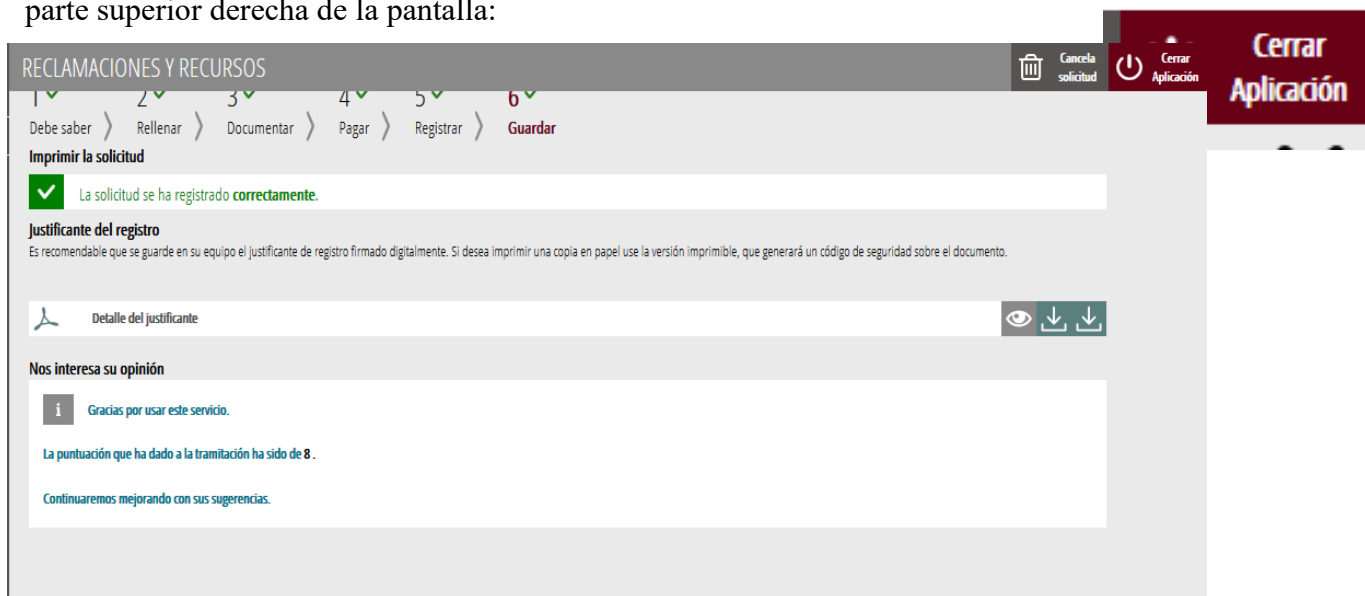 parte superior derecha de la pantalla:
Cerrar
Aplicación
RECLAMACIONES Y RECURSOS
Cancela
solicitud
Cerrar
Aplicación
1 2 3 4 5 6
Debe saber Rellenar Documentar Pagar Registrar Guardar
Imprimir la solicitud
La solicitud se ha registrado correctamente.
Justificante del registro
Es recomendable que se guarde en su equipo el justificante de registro firmado digitalmente. Si desea imprimir una copia en papel use la versión imprimible, que generará un código de seguridad sobre el documento.
Detalle del justificante
Nos interesa su opinión
i Gracias por usar este servicio.
La puntuación que ha dado a la tramitación ha sido de 8 .
Continuaremos mejorando con sus sugerencias.